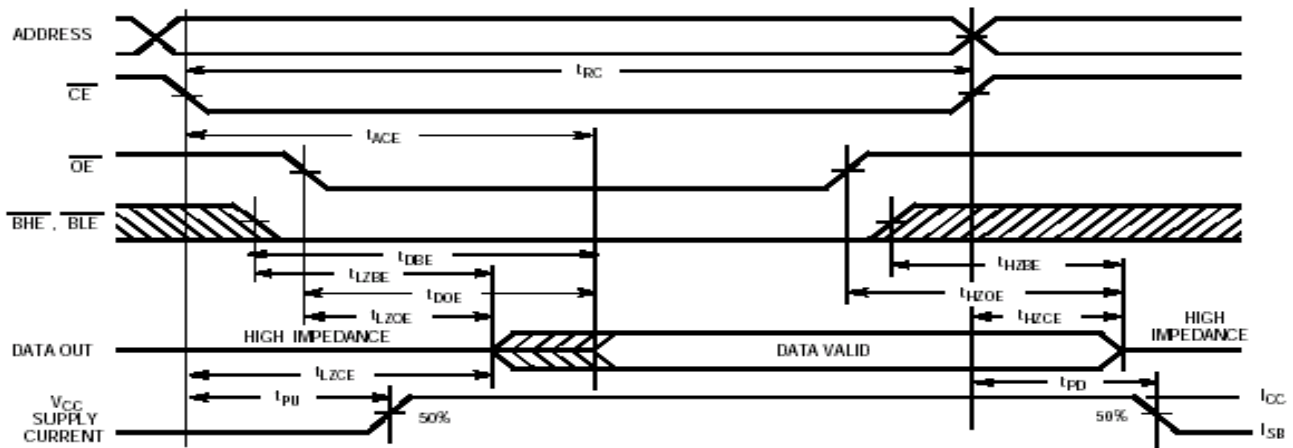 ADDRESS
tRC
CE
tACE
OE
BHE , BLE
tDBE
tLZBE
tHZBE
tDOE
tHZOE
tLZOE
tHZCE
HIGH IMPEDANCE
HIGH
IMPEDANCE
DATA OUT
DATA VALID
tLZCE
tPU
tPD
VCC
SUPPLY
CURRENT
50%
50%
ICC
ISB